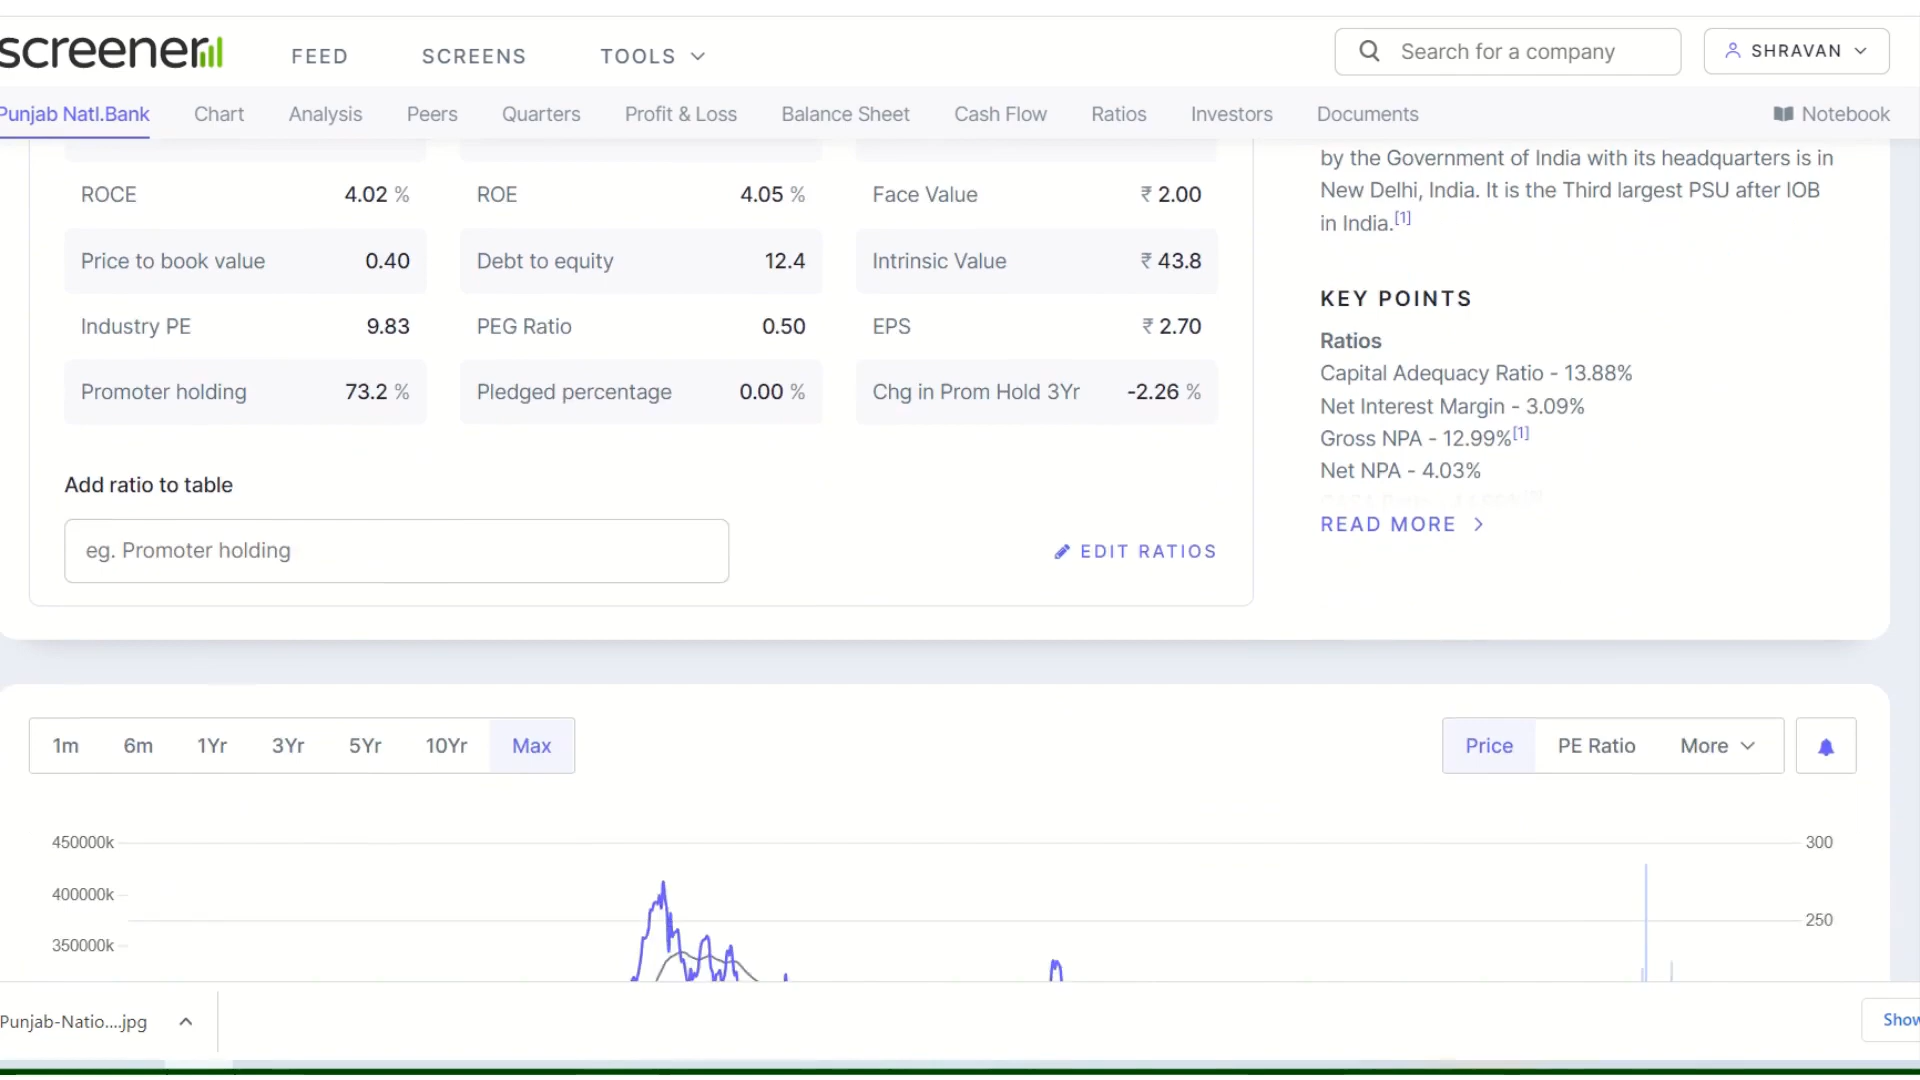 screener
FEED SCREENS TOOLS
Search for a company
SHRAVAN
Punjab Natl.Bank Chart Analysis Peers Quarters Profit & Loss Balance Sheet Cash Flow Ratios Investors Documents Notebook
ROCE 4.02 % ROE 4.05 % Face Value ₹ 2.00
Price to book value 0.40 Debt to equity 12.4 Intrinsic Value ₹ 43.8
Industry PE 9.83 PEG Ratio 0.50 EPS ₹ 2.70
Promoter holding 73.2 % Pledged percentage 0.00 % Chg in Prom Hold 3Yr -2.26 %
Add ratio to table
eg. Promoter holding
EDIT RATIOS
by the Government of India with its headquarters is in
New Delhi, India. It is the Third largest PSU after IOB
in India.[1]
KEY POINTS
Ratios
Capital Adequacy Ratio - 13.88%
Net Interest Margin - 3.09%
Gross NPA - 12.99%[1]
Net NPA - 4.03%
READ MORE
1m 6m 1Yr 3Yr 5Yr 10Yr Max
Price PE Ratio More
450000k 300
400000k
250
350000k
Punjab-Natio....jpg
Show